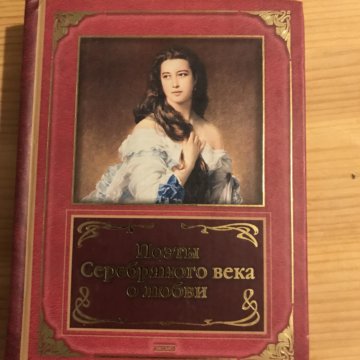 Поэты
Серебряного века
о любви